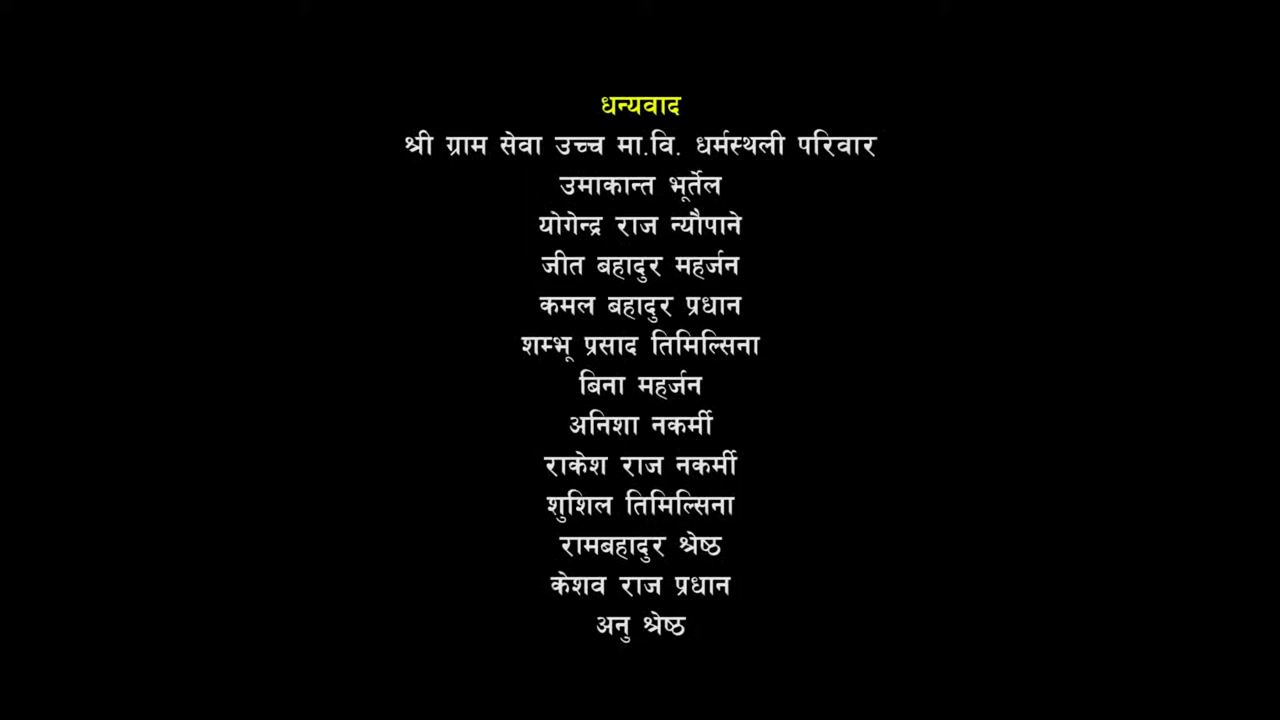 धन्यवाद
श्री ग्राम सेवा उच्च मा.वि. धर्मस्थली परिवार
उमाकान्त भूर्तेल
योगेन्द्र राज न्यौपाने
जीत बहादुर महर्जन
कमल बहादुर प्रधान
शम्भू प्रसाद तिमिल्सिना
बिना महर्जन
अनिशा नकर्मी
राकेश राज नकर्मी
शुशिल तिमिल्सिना
रामबहादुर श्रेष्ठ
केशव राज प्रधान
अनु श्रेष्ठ